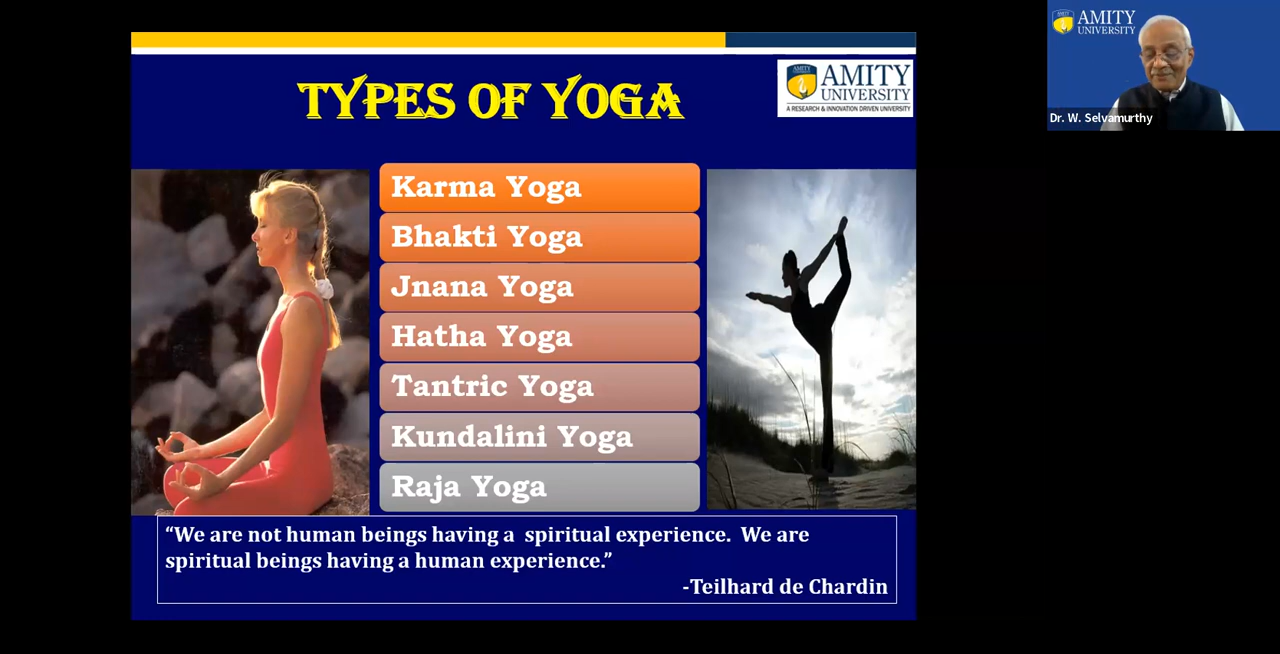 TYPES OF YOGA
AMITY
UNIVERSITY
A RESEARCH & INNOVATION DRIVEN UNIVERSITY
Karma Yoga
Bhakti Yoga
Jnana Yoga
Hatha Yoga
Tantric Yoga
Kundalini Yoga
Raja Yoga
“We are not human beings having a spiritual experience. We are
spiritual beings having a human experience.”
-Teilhard de Chardin
AMITY
UNIVERSITY
Dr. W. Selvamurthy